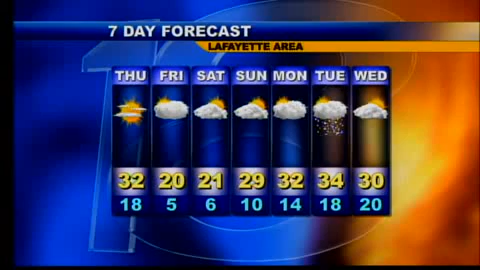 7 DAY FORECAST
LAFAYETTE AREA
THU FRI SAT SUN MON TUE WED
32 20 21 29 32 34 30
18 5 6 10 14 18 20